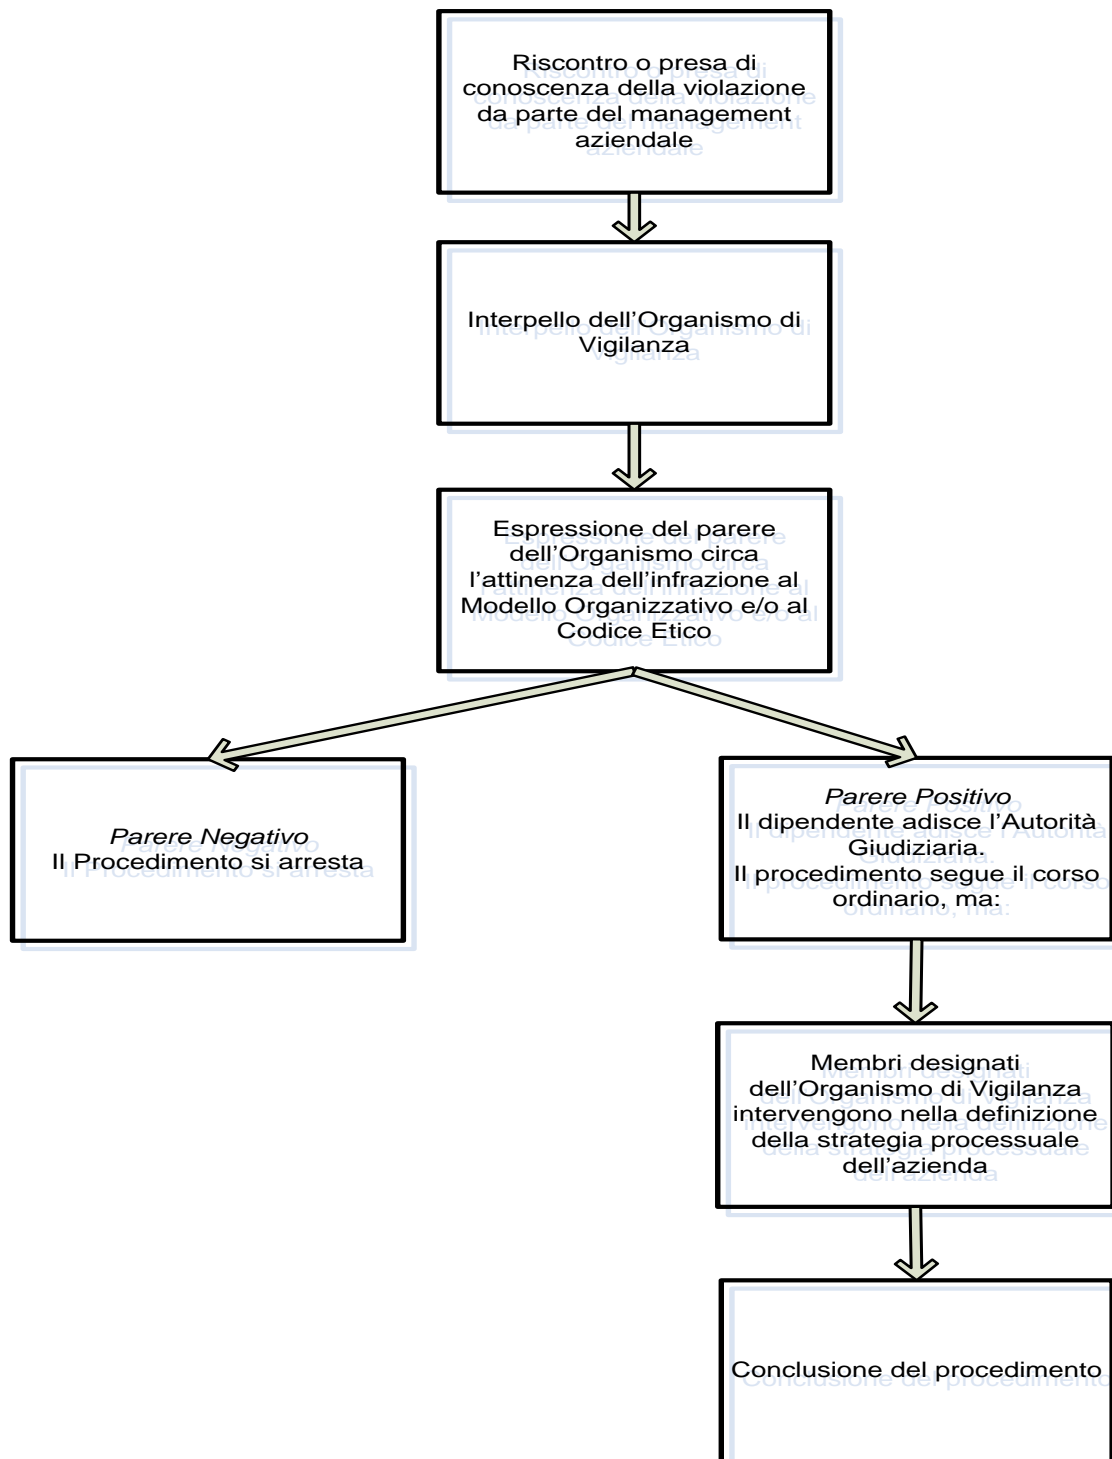 Riscontro o presa di
conoscenza della violazione
da parte del management
aziendale
Interpello dell’Organismo di
Vigilanza
Espressione del parere
dell’Organismo circa
l’attinenza dell’infrazione al
Modello Organizzativo e/o al
Codice Etico
Parere Negativo
Il Procedimento si arresta
Parere Positivo
Il dipendente adisce l’Autorità
Giudiziaria.
Il procedimento segue il corso
ordinario, ma:
Membri designati
dell’Organismo di Vigilanza
intervengono nella definizione
della strategia processuale
dell’azienda
Conclusione del procedimento